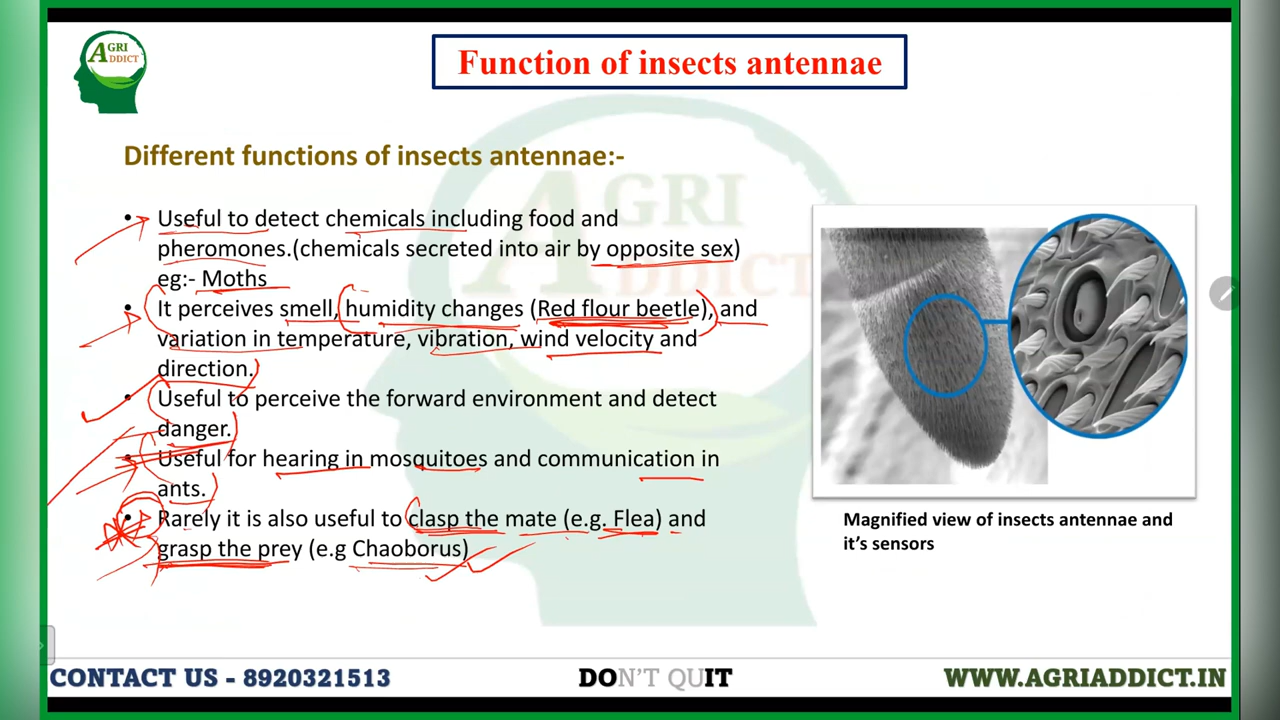 AGRI
ADDICT
Function of insects antennae
Different functions of insects antennae:-
• Useful to detect chemicals including food and
pheromones.(chemicals secreted into air by opposite sex)
eg:- Moths
• It perceives smell, humidity changes (Red flour beetle), and
variation in temperature, vibration, wind velocity and
direction.
• Useful to perceive the forward environment and detect
danger.
• Useful for hearing in mosquitoes and communication in
ants.
• Rarely it is also useful to clasp the mate (e.g. Flea) and
grasp the prey (e.g Chaoborus)
AGRI
ADDICT
Magnified view of insects antennae and
it's sensors
CONTACT US - 8920321513 DON'T QUIT WWW.AGRIADDICT.IN